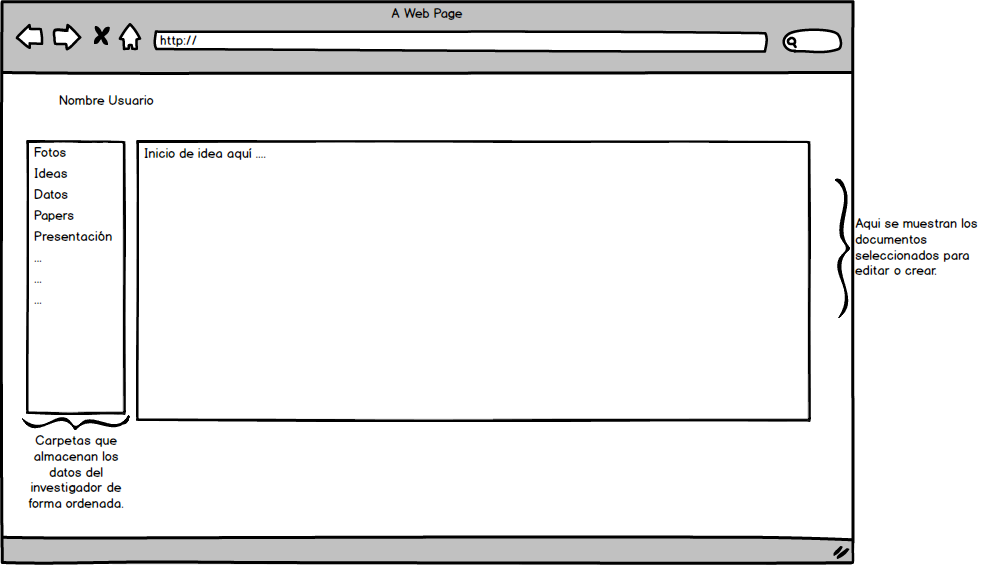 A Web Page
http://
Nombre Usuario
Fotos
Ideas
Datos
Papers
Presentación
...
...
...
Inicio de idea aquí ....
Aqui se muestran los
documentos
seleccionados para
editar o crear.
Carpetas que
almacenan los
datos del
investigador de
forma ordenada.